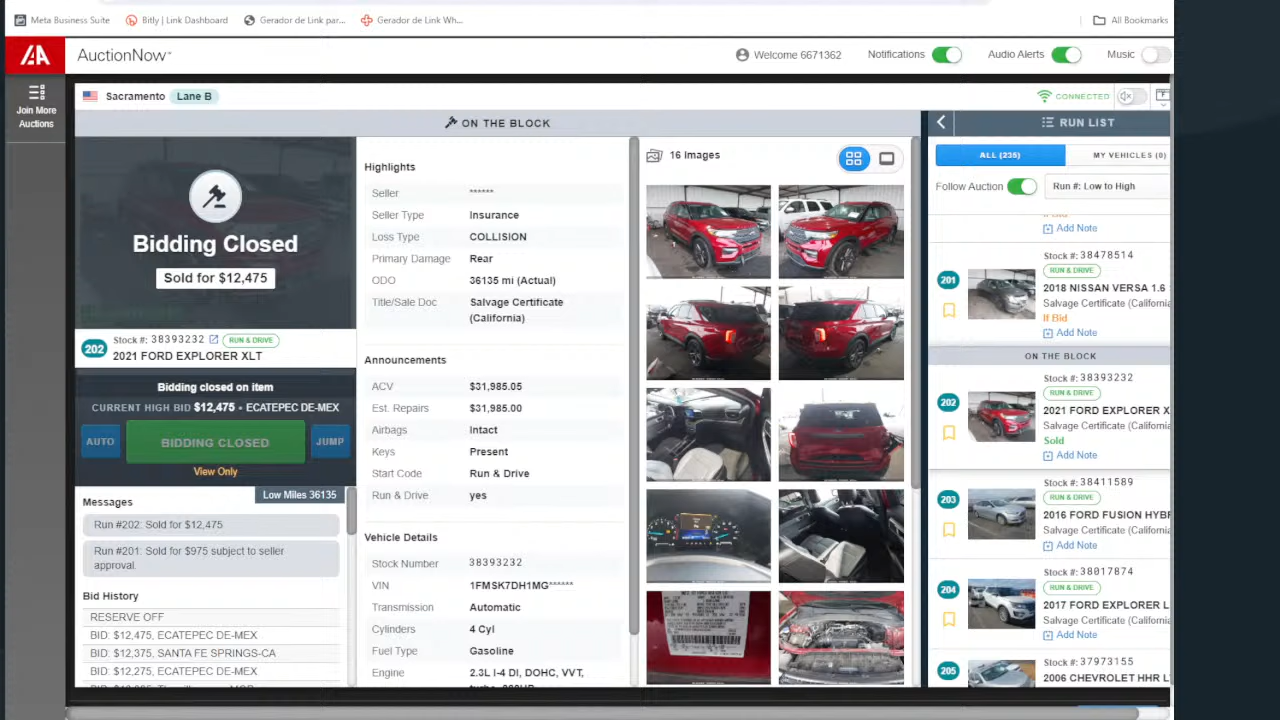 Meta Business Suite
Bitly | Link Dashboard
Gerador de Link par...
Gerador de Link Wh...
All Bookmarks
IAA
AuctionNow™
Welcome 6671362
Notifications
Audio Alerts
Music
Join More
Auctions
Sacramento
Lane B
CONNECTED
ON THE BLOCK
Bidding Closed
Sold for $12,475
202
Stock #: 38393232
RUN & DRIVE
2021 FORD EXPLORER XLT
Bidding closed on item
CURRENT HIGH BID $12,475 • ECATEPEC DE-MEX
AUTO
BIDDING CLOSED
JUMP
View Only
Low Miles 36135
Messages
Run #202: Sold for $12,475
Run #201: Sold for $975 subject to seller
approval.
Bid History
RESERVE OFF
BID: $12,475, ECATEPEC DE-MEX
BID: $12,375, SANTA FE SPRINGS-CA
BID: $12,275, ECATEPEC DE-MEX
Highlights
Seller ******
Seller Type Insurance
Loss Type COLLISION
Primary Damage Rear
ODO 36135 mi (Actual)
Title/Sale Doc Salvage Certificate
(California)
Announcements
ACV $31,985.05
Est. Repairs $31,985.00
Airbags Intact
Keys Present
Start Code Run & Drive
Run & Drive yes
Vehicle Details
Stock Number 38393232
VIN 1FMSK7DH1MG******
Transmission Automatic
Cylinders 4 Cyl
Fuel Type Gasoline
Engine 2.3L I-4 DI, DOHC, VVT,
16 Images
RUN LIST
ALL (235)
MY VEHICLES (0)
Follow Auction
Run #: Low to High
Add Note
201
Stock #: 38478514
RUN & DRIVE
2018 NISSAN VERSA 1.6
Salvage Certificate (California
If Bid
Add Note
ON THE BLOCK
202
Stock #: 38393232
RUN & DRIVE
2021 FORD EXPLORER X
Salvage Certificate (California
Sold
Add Note
203
Stock #: 38411589
RUN & DRIVE
2016 FORD FUSION HYBR
Salvage Certificate (California
Add Note
204
Stock #: 38017874
RUN & DRIVE
2017 FORD EXPLORER L
Salvage Certificate (California
Add Note
205
Stock #: 37973155
2006 CHEVROLET HHR LT